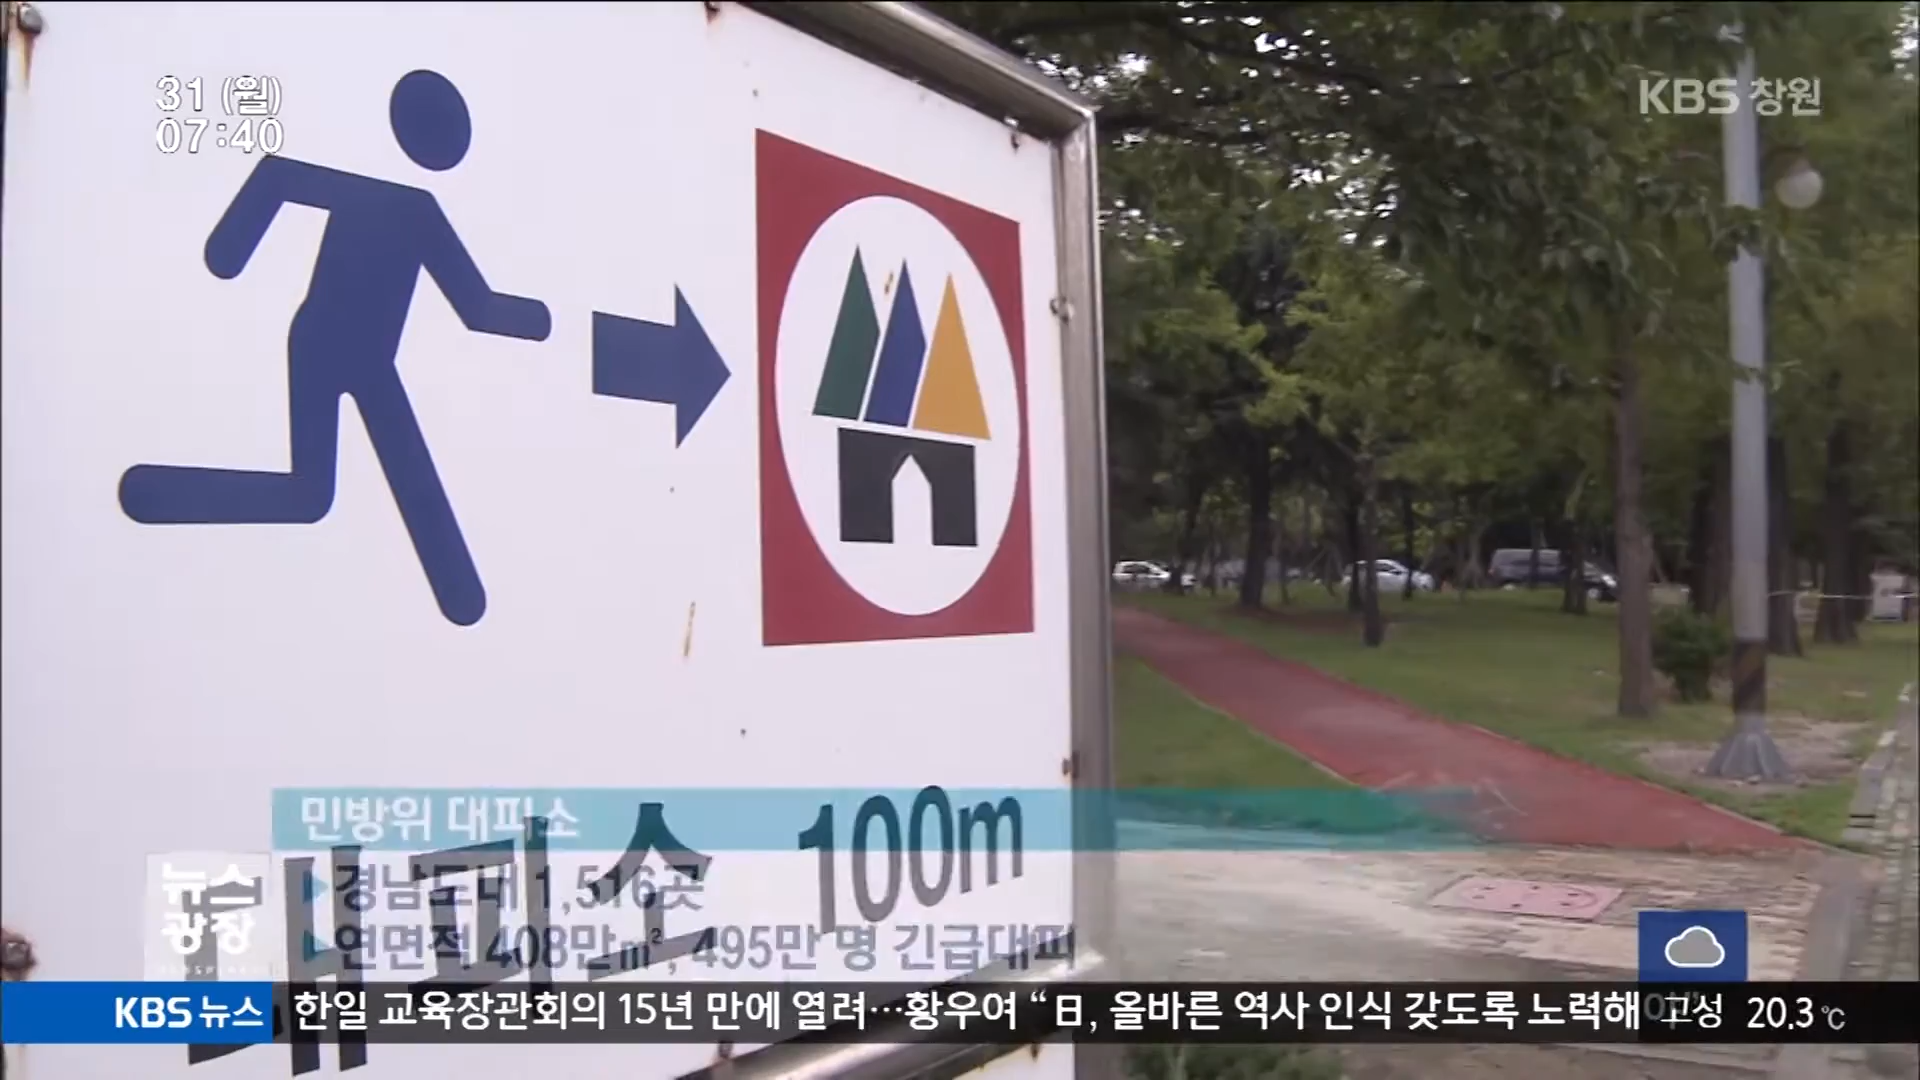 31 (월)
07:40
KBS 창원
대피소 100m
민방위 대피소
▶경남도내 1,516곳
▶연면적 408만㎡, 495만 명 긴급대피
뉴스
광장
KBS 뉴스
한일 교육장관회의 15년 만에 열려…황우여 “日, 올바른 역사 인식 갖도록 노력해
고성 20.3℃